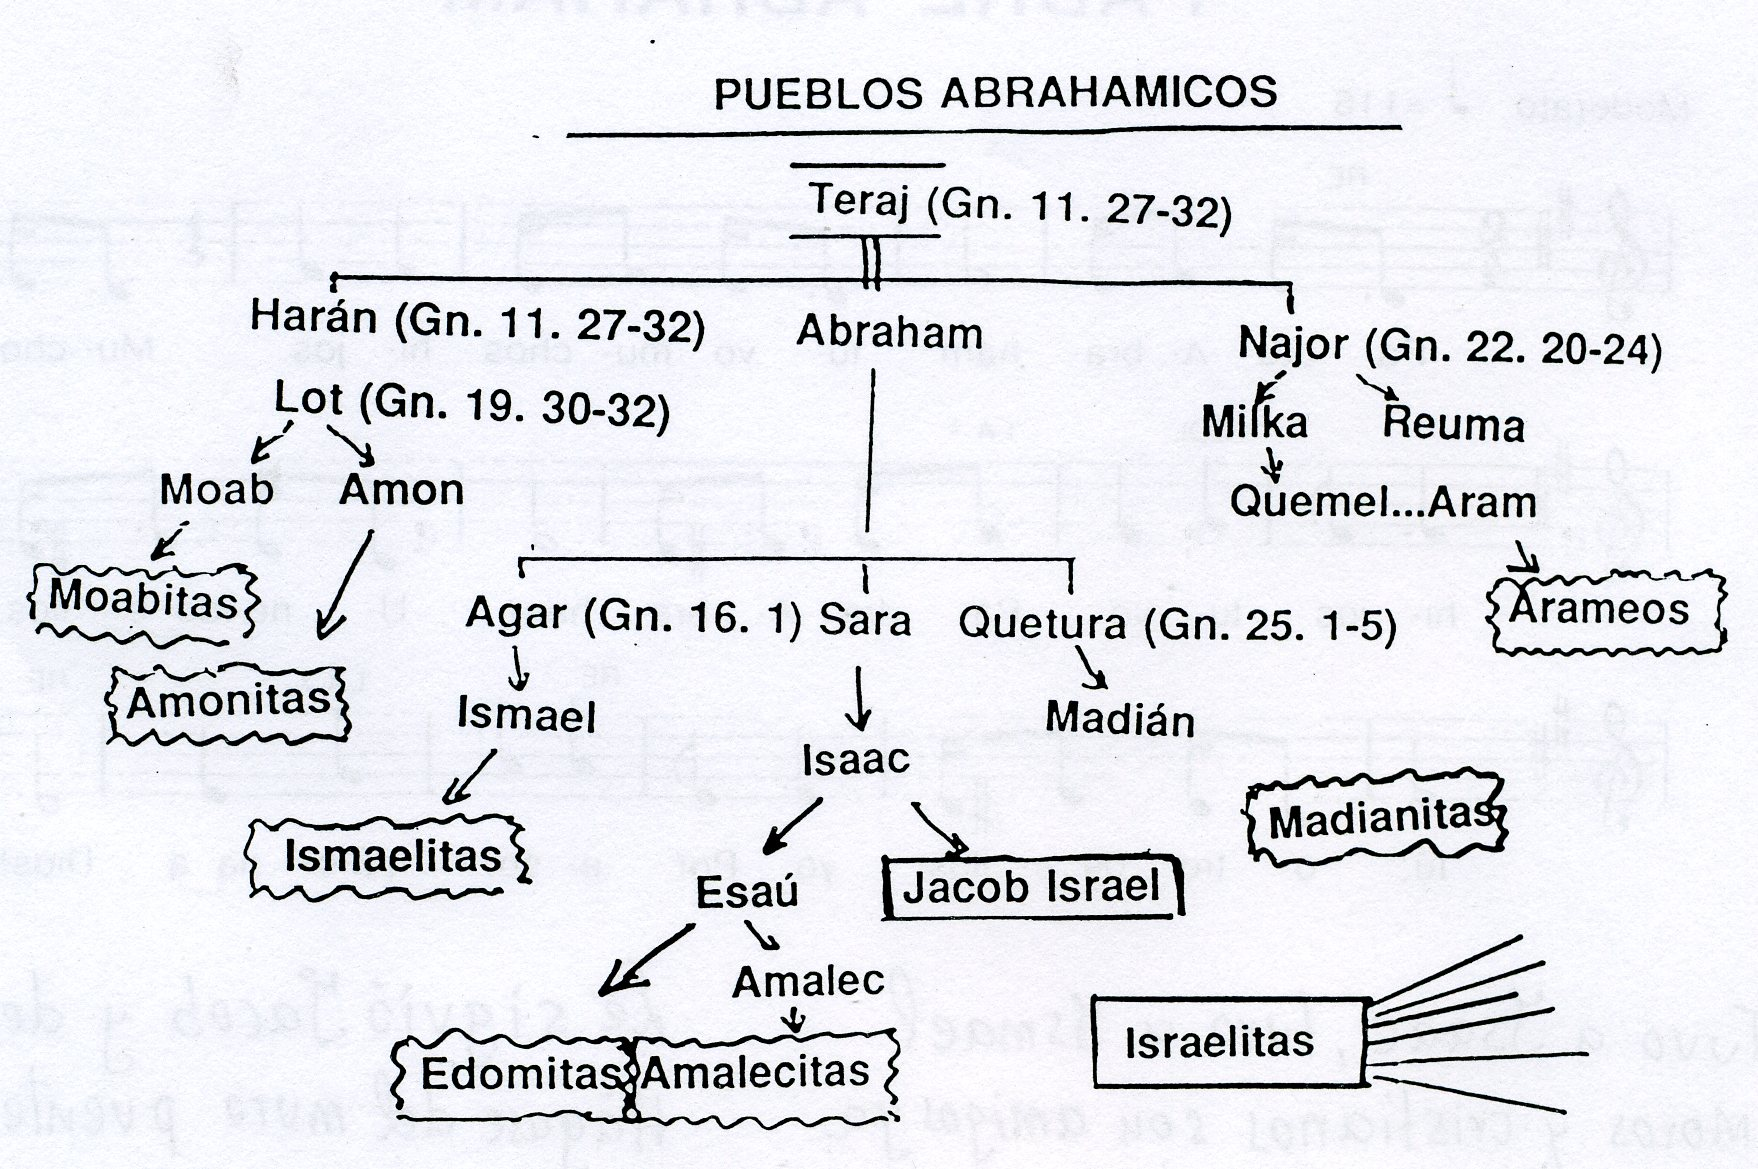 PUEBLOS ABRAHAMICOS
Teraj (Gn. 11. 27-32)
Harán (Gn. 11. 27-32) Abraham Najor (Gn. 22. 20-24)
Lot (Gn. 19. 30-32) Milka Reuma
Moab Amon Quemel...Aram
Moabitas Agar (Gn. 16. 1) Sara Quetura (Gn. 25. 1-5) Arameos
Amonitas Ismael Madián
Isaac
Ismaelitas Madianitas
Esaú Jacob Israel
Amalec
Edomitas Amalecitas Israelitas